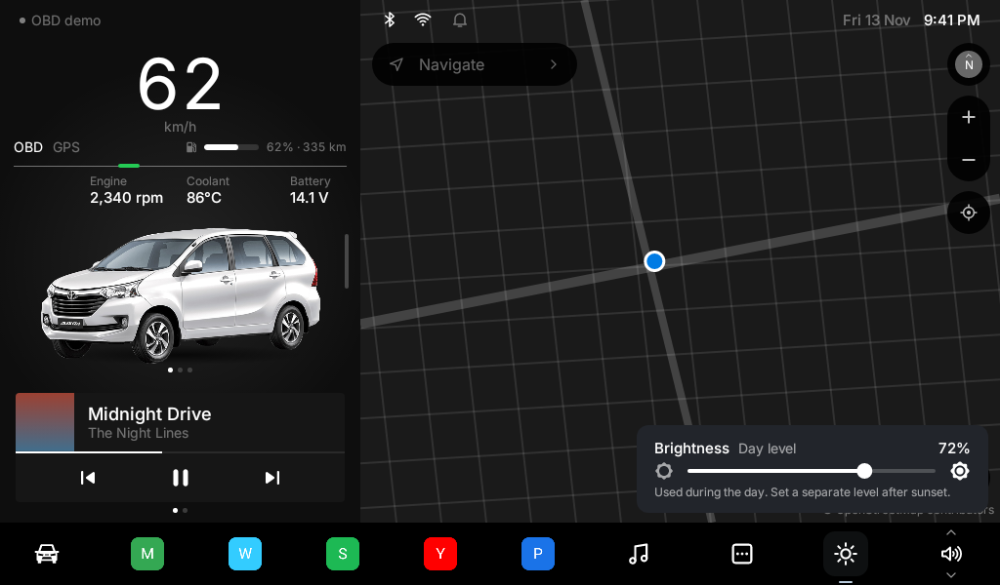 OBD demo
Fri 13 Nov 9:41 PM
62
km/h
Navigate
N
OBD GPS
62% · 335 km
Engine
2,340 rpm
Coolant
86°C
Battery
14.1 V
Midnight Drive
The Night Lines
Brightness Day level 72%
Used during the day. Set a separate level after sunset.
M
W
S
Y
P